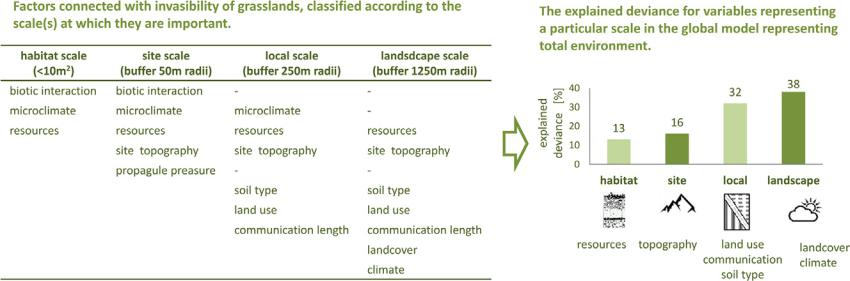 Factors connected with invasibility of grasslands, classified according to the
scale(s) at which they are important.
habitat scale site scale local scale landsdcape scale
(<10m²) (buffer 50m radii) (buffer 250m radii) (buffer 1250m radii)
biotic interaction biotic interaction - -
microclimate microclimate microclimate -
resources resources resources resources
site topography site topography site topography
propagule preasure - -
soil type soil type
land use land use
communication length communication length
landcover
climate
The explained deviance for variables representing
a particular scale in the global model representing
total environment.
explained
deviance [%]
40
30
20
10
0
13 16 32 38
habitat site local landscape
resources topography land use landcover
communication climate
soil type